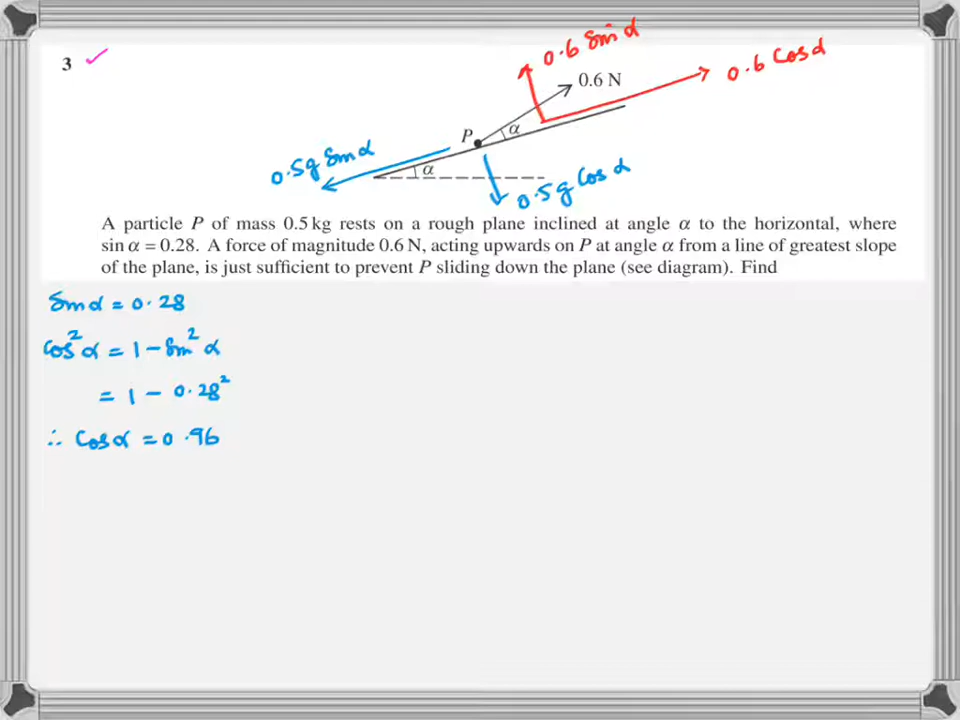 3
0.6 Sin α
0.6 N
0.6 Cos α
P
α
0.5g Sin α
α
0.5g Cos α
A particle P of mass 0.5 kg rests on a rough plane inclined at angle α to the horizontal, where
sin α = 0.28. A force of magnitude 0.6 N, acting upwards on P at angle α from a line of greatest slope
of the plane, is just sufficient to prevent P sliding down the plane (see diagram). Find
Sin α = 0.28
Cos² α = 1 − Sin² α
= 1 − 0.28²
∴ Cos α = 0.96